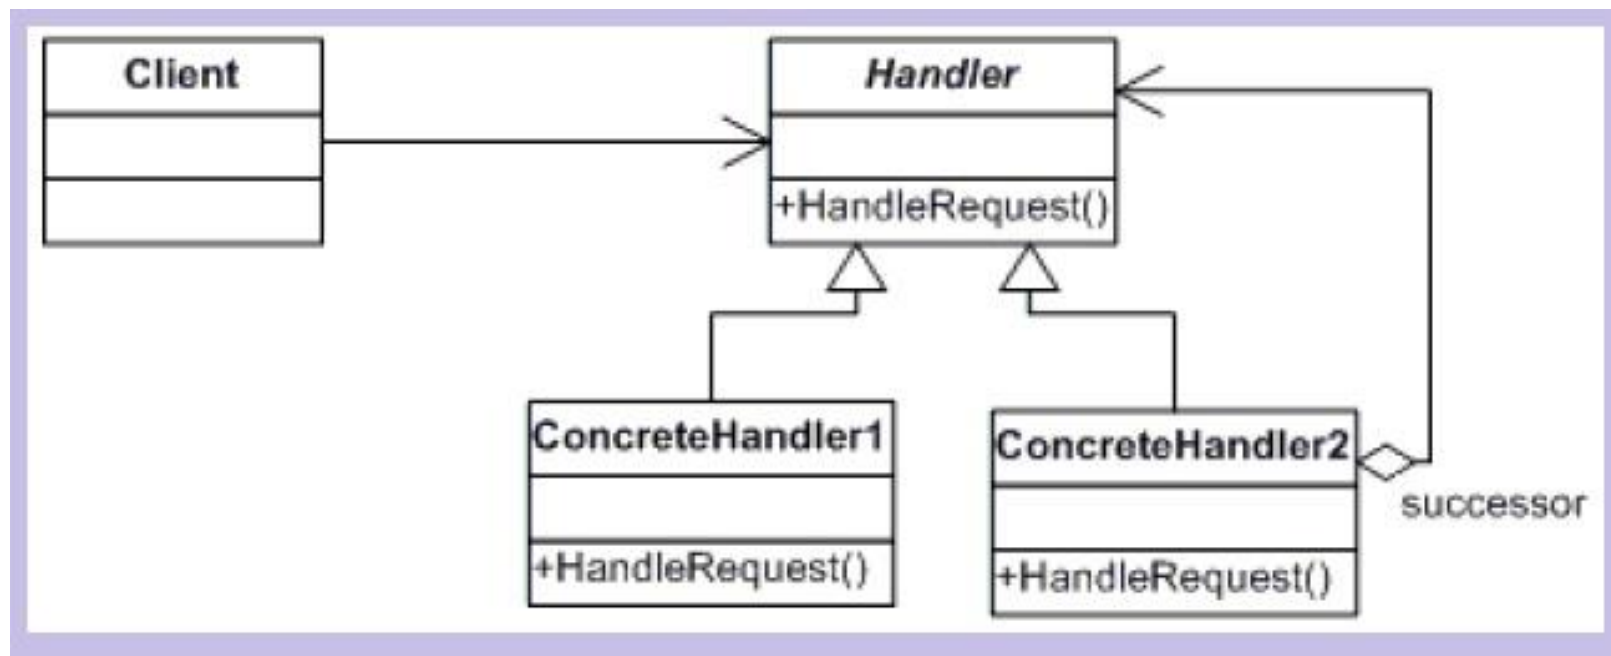 Client
Handler
+HandleRequest()
ConcreteHandler1
+HandleRequest()
ConcreteHandler2
+HandleRequest()
successor